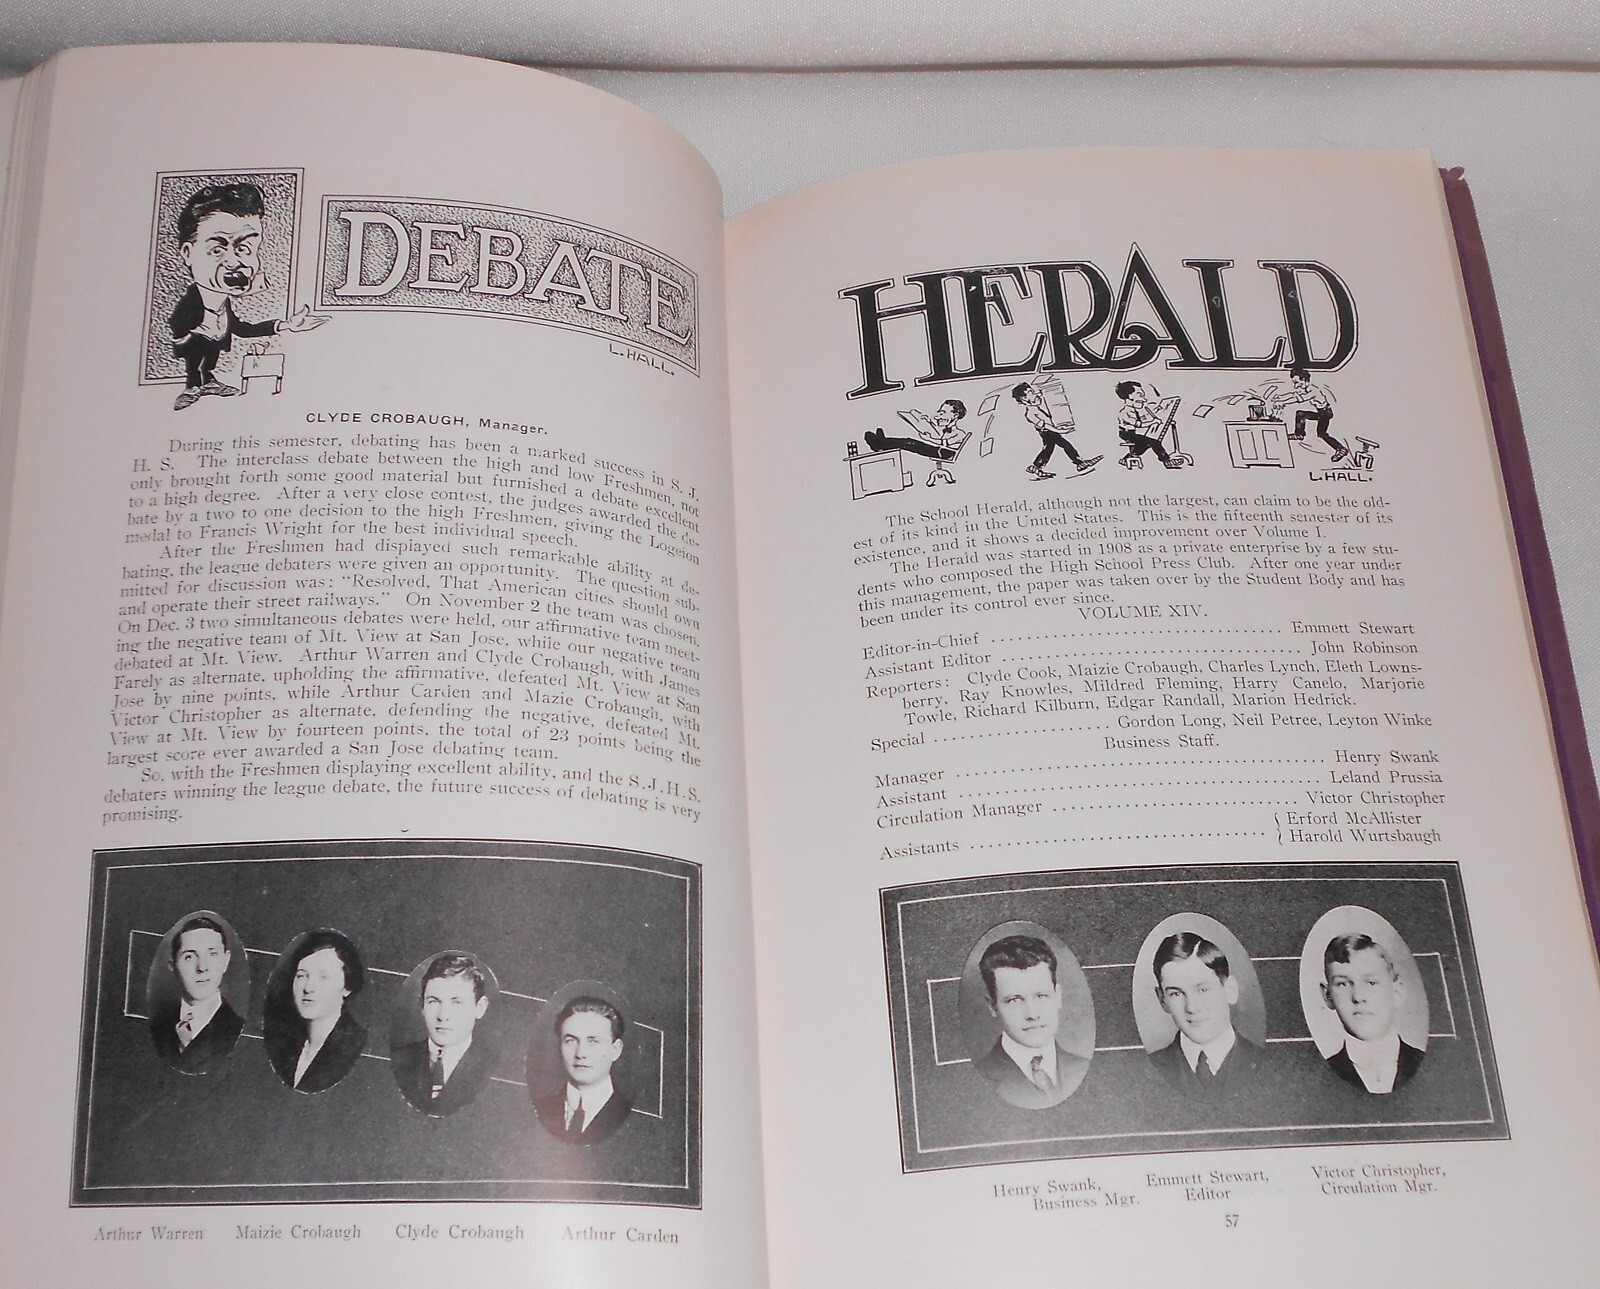 DEBATE
L. HALL.
CLYDE CROBAUGH, Manager.
During this semester, debating has been a marked success in S. J.
H. S. The interclass debate between the high and low Freshmen, not
only brought forth some good material but furnished a debate excellent
to a high degree. After a very close contest, the judges awarded the de-
bate by a two to one decision to the high Freshmen, giving the Logeion
medal to Francis Wright for the best individual speech.
After the Freshmen had displayed such remarkable ability at de-
bating, the league debaters were given an opportunity. The question sub-
mitted for discussion was: "Resolved, That American cities should own
and operate their street railways." On November 2 the team was chosen.
On Dec. 3 two simultaneous debates were held, our affirmative team meet-
ing the negative team of Mt. View at San Jose, while our negative team
debated at Mt. View. Arthur Warren and Clyde Crobaugh, with James
Farely as alternate, upholding the affirmative, defeated Mt. View at San
Jose by nine points, while Arthur Carden and Mazie Crobaugh, with
Victor Christopher as alternate, defending the negative, defeated Mt.
View at Mt. View by fourteen points, the total of 23 points being the
largest score ever awarded a San Jose debating team.
So, with the Freshmen displaying excellent ability, and the S.J.H.S.
debaters winning the league debate, the future success of debating is very
promising.
Arthur Warren Maizie Crobaugh Clyde Crobaugh Arthur Carden
HERALD
L. HALL.
The School Herald, although not the largest, can claim to be the old-
est of its kind in the United States. This is the fifteenth semester of its
existence, and it shows a decided improvement over Volume I.
The Herald was started in 1908 as a private enterprise by a few stu-
dents who composed the High School Press Club. After one year under
this management, the paper was taken over by the Student Body and has
been under its control ever since.
VOLUME XIV.
Editor-in-Chief ................................ Emmett Stewart
Assistant Editor ................................ John Robinson
Reporters: Clyde Cook, Maizie Crobaugh, Charles Lynch, Eleth Lowns-
berry, Ray Knowles, Mildred Fleming, Harry Canelo, Marjorie
Towle, Richard Kilburn, Edgar Randall, Marion Hedrick.
Special .................... Gordon Long, Neil Petree, Leyton Winke
Business Staff.
Manager ........................................ Henry Swank
Assistant ........................................ Leland Prussia
Circulation Manager ........................... Victor Christopher
Assistants ................................ { Erford McAllister
{ Harold Wurtsbaugh
Henry Swank,
Business Mgr.
Emmett Stewart,
Editor
Victor Christopher,
Circulation Mgr.
57